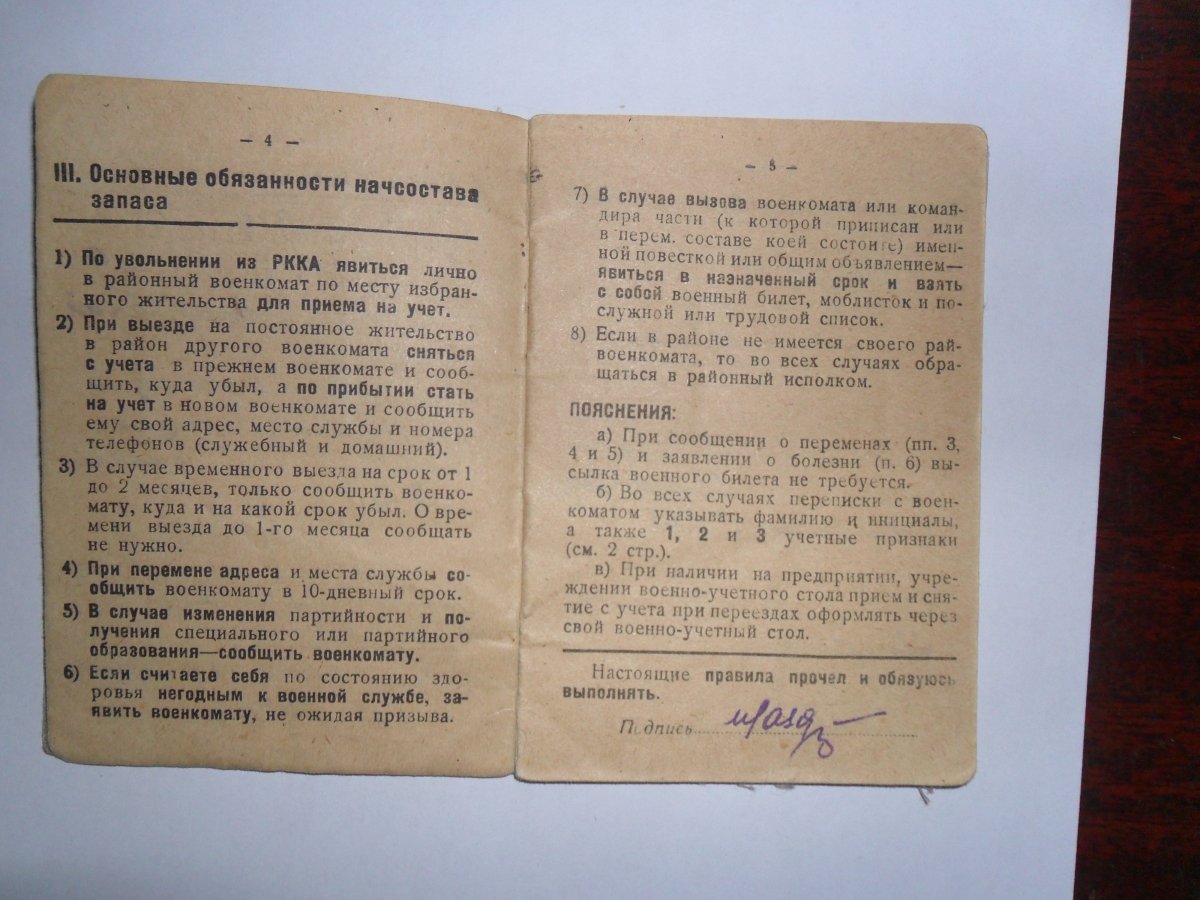 — 4 —
III. Основные обязанности начсостава
запаса
1) По увольнении из РККА явиться лично
в районный военкомат по месту избран-
ного жительства для приема на учет.
2) При выезде на постоянное жительство
в район другого военкомата сняться
с учета в прежнем военкомате и сооб-
щить, куда убыл, а по прибытии стать
на учет в новом военкомате и сообщить
ему свой адрес, место службы и номера
телефонов (служебный и домашний).
3) В случае временного выезда на срок от 1
до 2 месяцев, только сообщить военко-
мату, куда и на какой срок убыл. О вре-
мени выезда до 1-го месяца сообщать
не нужно.
4) При перемене адреса и места службы со-
общить военкомату в 10-дневный срок.
5) В случае изменения партийности и по-
лучения специального или партийного
образования—сообщить военкомату.
6) Если считаете себя по состоянию здо-
ровья негодным к военной службе, за-
явить военкомату, не ожидая призыва.
— 5 —
7) В случае вызова военкомата или коман-
дира части (к которой приписан или
в перем. составе коей состоите) имен-
ной повесткой или общим объявлением—
явиться в назначенный срок и взять
с собой военный билет, моблисток и по-
служной или трудовой список.
8) Если в районе не имеется своего рай-
военкомата, то во всех случаях обра-
щаться в районный исполком.
ПОЯСНЕНИЯ:
а) При сообщении о переменах (пп. 3,
4 и 5) и заявлении о болезни (п. 6) вы-
сылка военного билета не требуется.
б) Во всех случаях переписки с воен-
коматом указывать фамилию и инициалы,
а также 1, 2 и 3 учетные признаки
(см. 2 стр.).
в) При наличии на предприятии, учре-
ждении военно-учетного стола прием и сня-
тие с учета при переездах оформлять через
свой военно-учетный стол.
Настоящие правила прочел и обязуюсь
выполнять.
Подпись